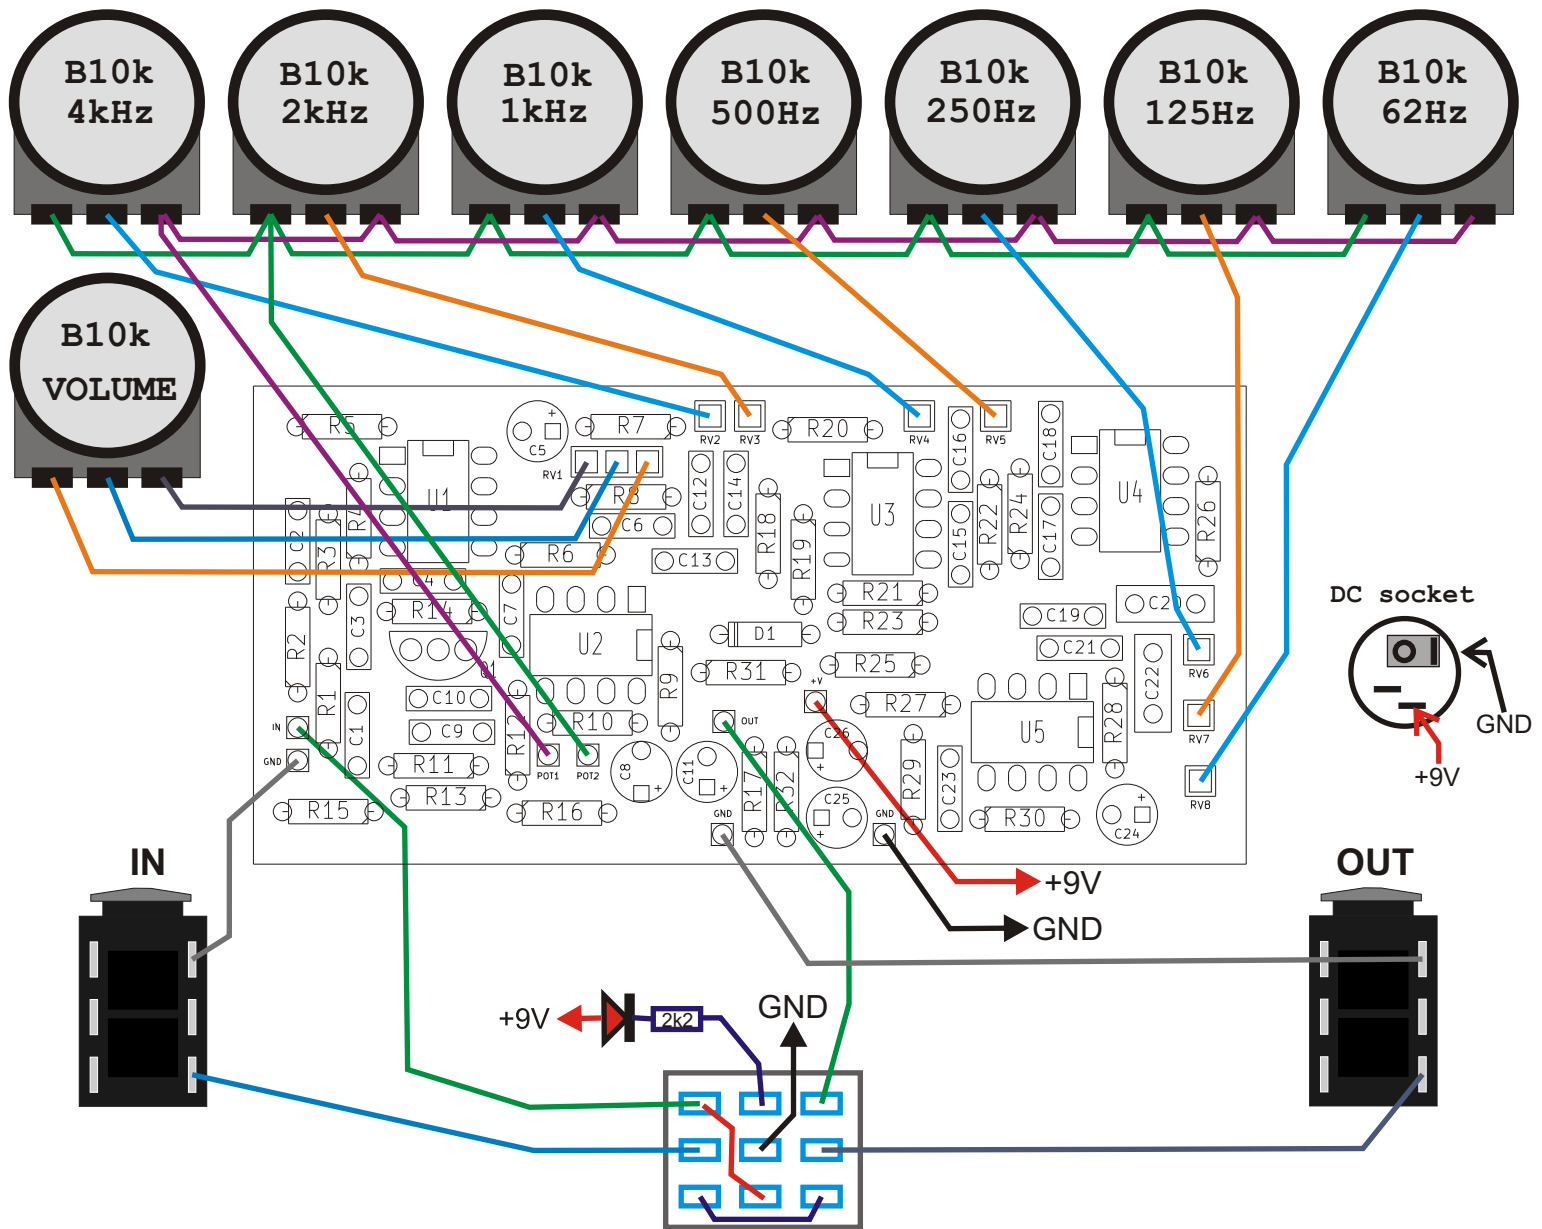 B10k
4kHz
B10k
2kHz
B10k
1kHz
B10k
500Hz
B10k
250Hz
B10k
125Hz
B10k
62Hz
B10k
VOLUME
R5
+
C5
R7
RV2
RV3
R20
RV4
C16
RV5
C18
RV1
U1
R8
C12
C14
R18
U3
R22
R24
U4
R26
C2
R3
R4
C6
R6
C13
R19
C15
C17
C4
R14
C7
R21
R23
C19
C20
C21
R2
C3
Q1
U2
R9
D1
R31
R25
C22
RV6
DC socket
GND
+9V
R1
C10
C9
R12
R10
+V
R27
U5
R28
RV7
IN
GND
C1
R11
POT1
POT2
C8
+
C11
+
OUT
R17
R32
C26
+
R29
C23
RV8
R15
R13
R16
GND
C25
+
GND
R30
+
C24
IN
OUT
+9V
GND
+9V
2k2
GND